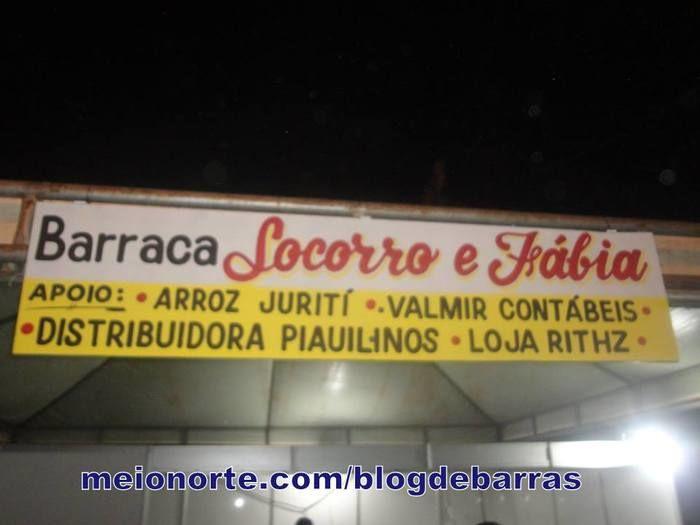 Barraca Socorro e Fábia
APOIO: • ARROZ JURITÍ • VALMIR CONTÁBEIS •
• DISTRIBUIDORA PIAUILINOS • LOJA RITHZ •
meionorte.com/blogdebarras